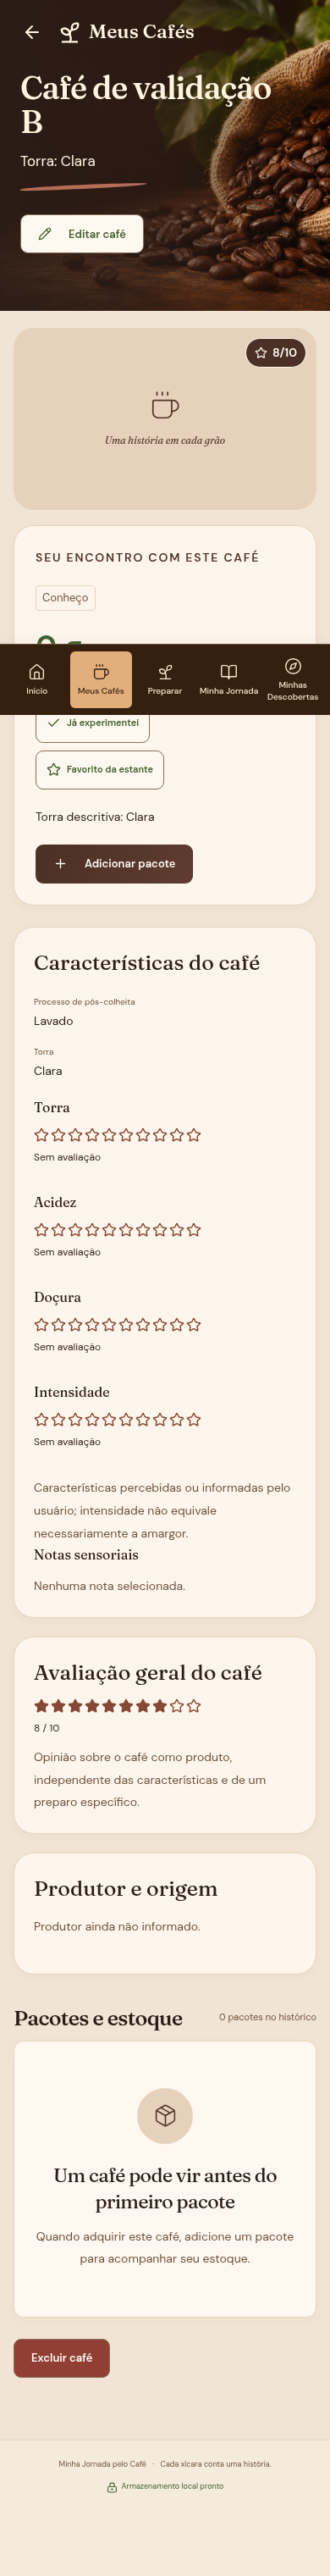 Meus Cafés
Café de validação
B
Torra: Clara
Editar café
8/10
Uma história em cada grão
SEU ENCONTRO COM ESTE CAFÉ
Conheço
Início
Meus Cafés
Preparar
Minha Jornada
Minhas
Descobertas
Já experimentei
Favorito da estante
Torra descritiva: Clara
Adicionar pacote
Características do café
Processo de pós-colheita
Lavado
Torra
Clara
Torra
Sem avaliação
Acidez
Sem avaliação
Doçura
Sem avaliação
Intensidade
Sem avaliação
Características percebidas ou informadas pelo
usuário; intensidade não equivale
necessariamente a amargor.
Notas sensoriais
Nenhuma nota selecionada.
Avaliação geral do café
8 / 10
Opinião sobre o café como produto,
independente das características e de um
preparo específico.
Produtor e origem
Produtor ainda não informado.
Pacotes e estoque
0 pacotes no histórico
Um café pode vir antes do
primeiro pacote
Quando adquirir este café, adicione um pacote
para acompanhar seu estoque.
Excluir café
Minha Jornada pelo Café · Cada xícara conta uma história.
Armazenamento local pronto